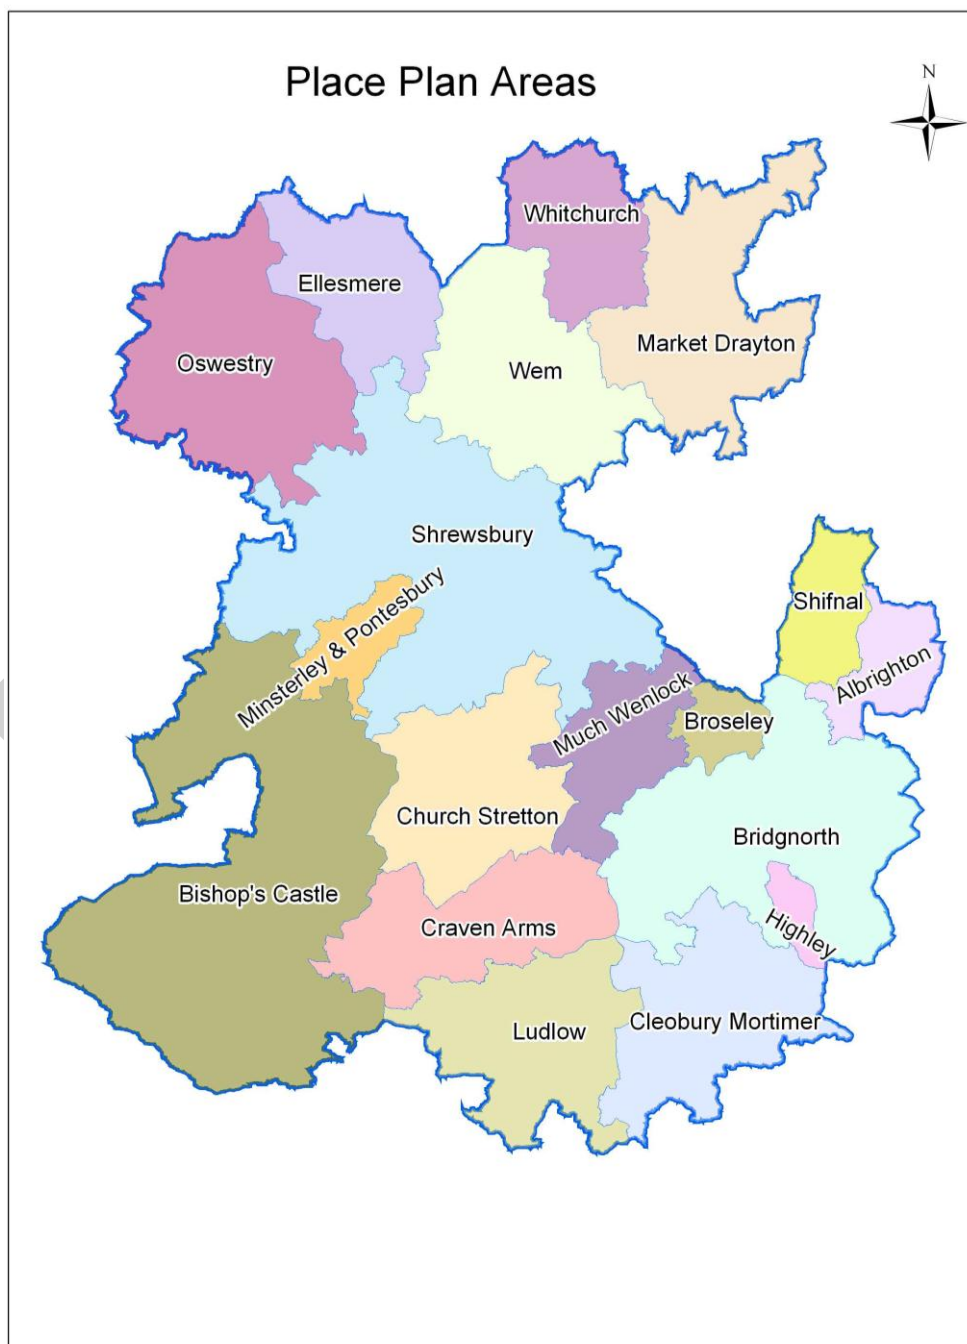 Place Plan Areas
N
Whitchurch
Ellesmere
Market Drayton
Oswestry
Wem
Shrewsbury
Shifnal
Minsterley & Pontesbury
Albrighton
Much Wenlock
Broseley
Church Stretton
Bridgnorth
Bishop's Castle
Craven Arms
Highley
Ludlow
Cleobury Mortimer